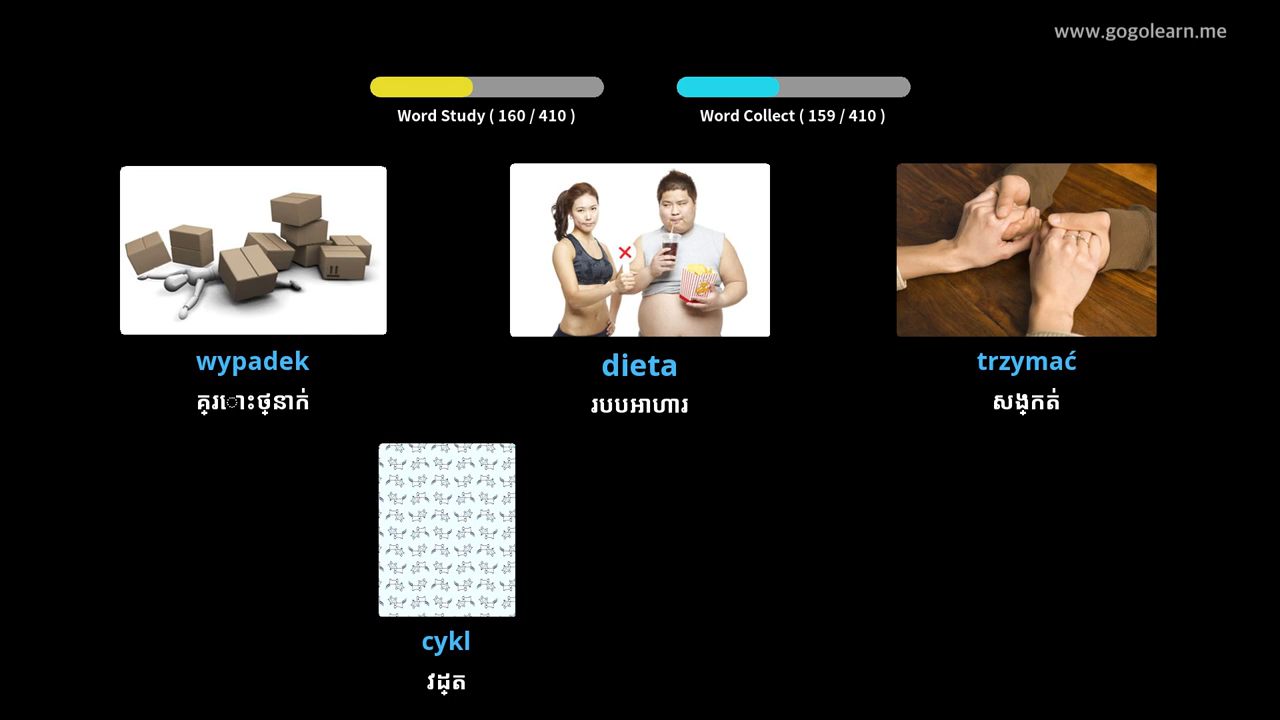 www.gogolearn.me
Word Study ( 160 / 410 )
Word Collect ( 159 / 410 )
wypadek
dieta
trzymać
គ្រោះថ្នាក់
របបអាហារ
សង្កត់
cykl
វដ្ត